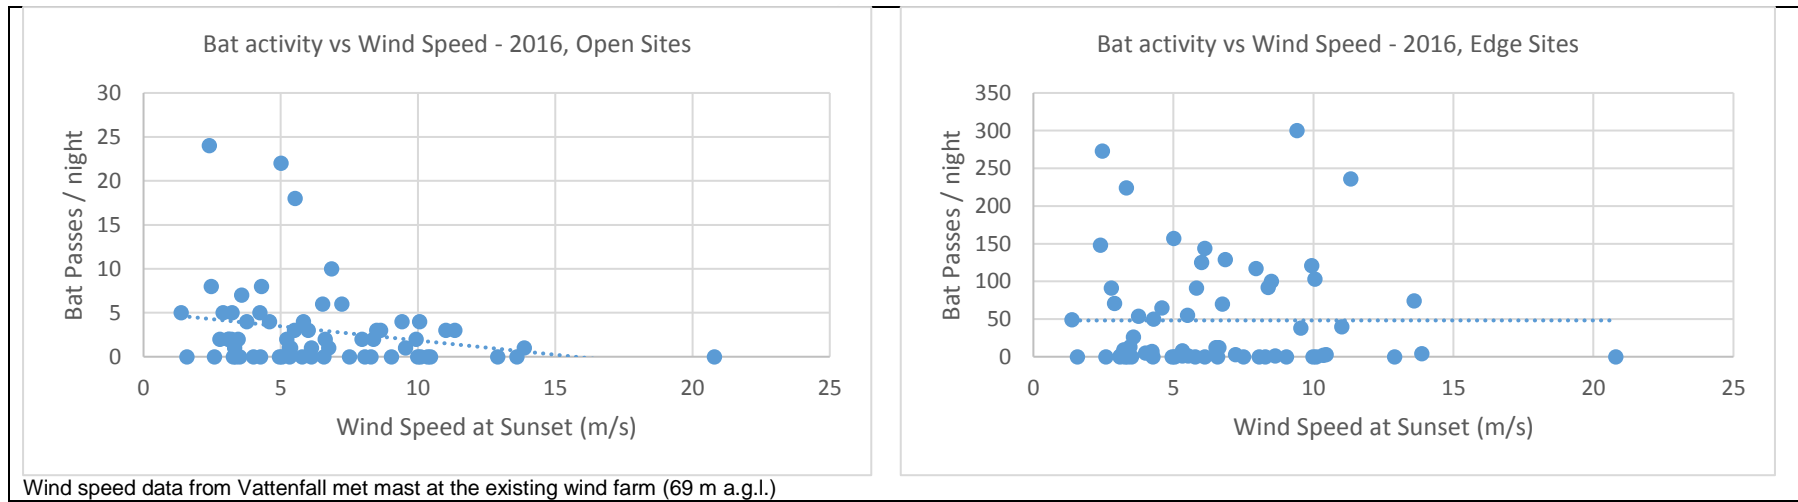 Bat activity vs Wind Speed - 2016, Open Sites
30
25
20
15
10
5
0
0 5 10 15 20 25
Bat Passes / night
Wind Speed at Sunset (m/s)
Bat activity vs Wind Speed - 2016, Edge Sites
350
300
250
200
150
100
50
0
0 5 10 15 20 25
Bat Passes / night
Wind Speed at Sunset (m/s)
Wind speed data from Vattenfall met mast at the existing wind farm (69 m a.g.l.)